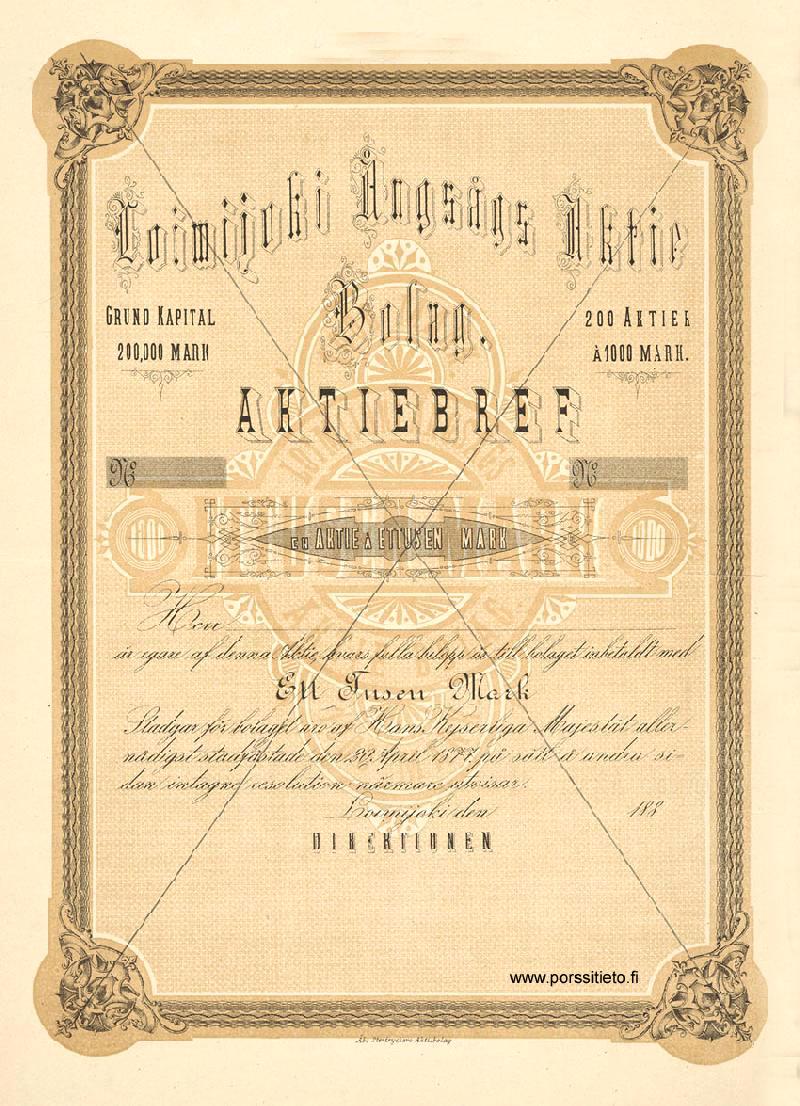 Loimijoki Ångsågs Aktie
Bolag.
GRUND KAPITAL
200,000 MARK
200 AKTIER
À 1000 MARK.
AKTIEBREF
No
No
1000
EN AKTIE À ETTUSEN MARK
1000
Herr
är egare af denna Aktie, hvars fulla belopp är till bolaget inbetaldt med
Ett Tusen Mark
Stadgar för bolaget äro af Hans Kejserliga Majestät aller-
nådigst stadfästade den 30 April 1877, på sätt å andra si-
dan intagne resolution närmare utvisar.
Loimijoki den 188
DIREKTIONEN
www.porssitieto.fi